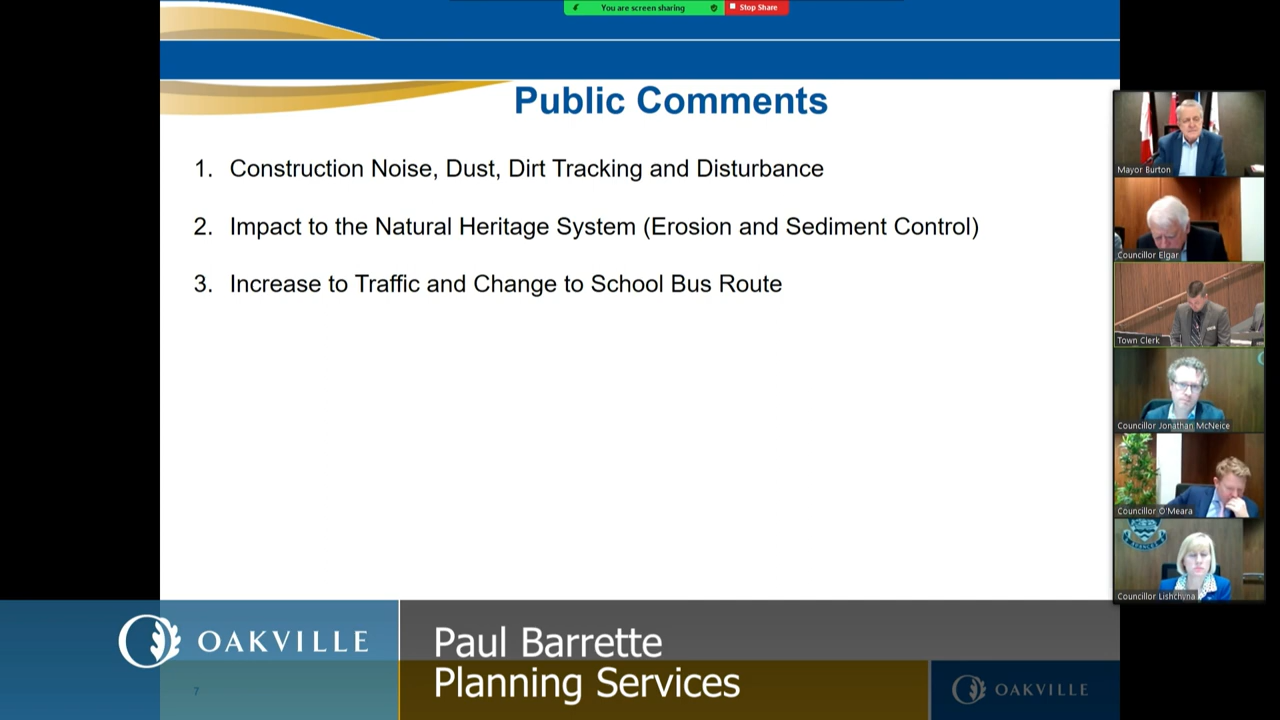 You are screen sharing
Stop Share
Public Comments
1. Construction Noise, Dust, Dirt Tracking and Disturbance
2. Impact to the Natural Heritage System (Erosion and Sediment Control)
3. Increase to Traffic and Change to School Bus Route
Mayor Burton
Councillor Elgar
Town Clerk
Councillor Jonathan McNeice
Councillor O'Meara
Councillor Lishchyna
OAKVILLE
Paul Barrette
Planning Services
7
OAKVILLE